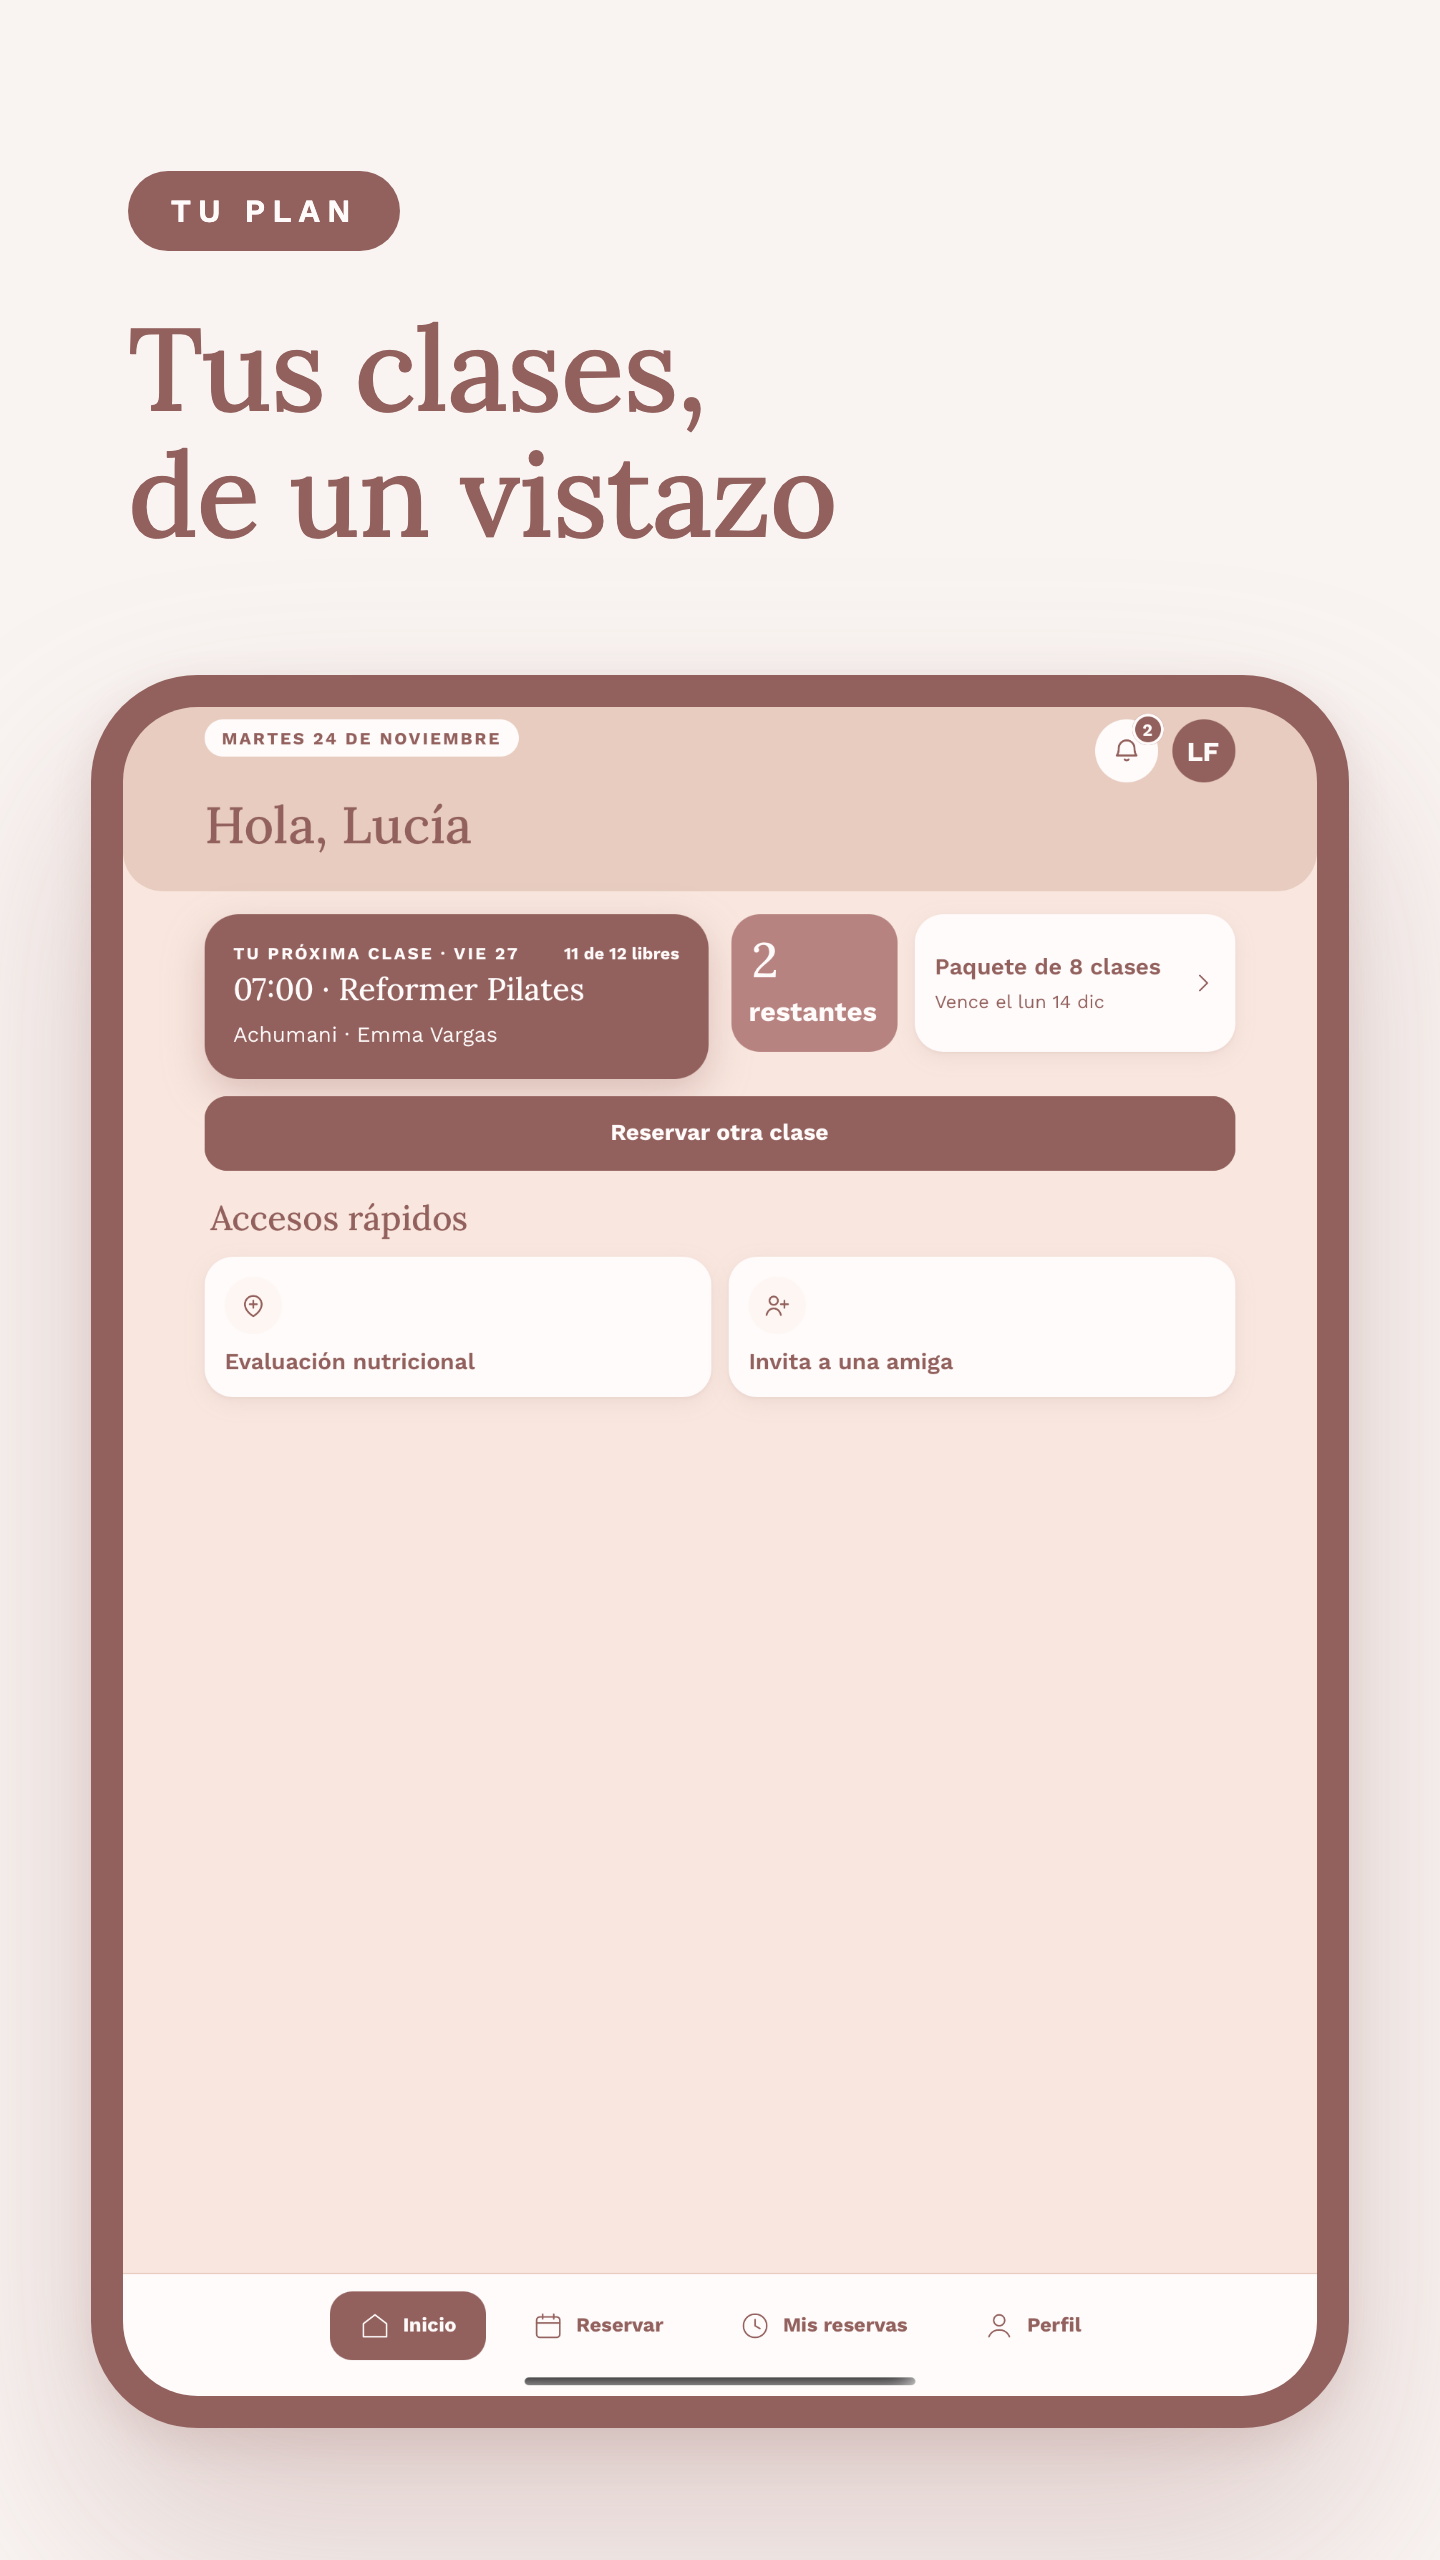 TU PLAN
Tus clases,
de un vistazo
MARTES 24 DE NOVIEMBRE
2
LF
Hola, Lucía
TU PRÓXIMA CLASE · VIE 27
11 de 12 libres
07:00 · Reformer Pilates
Achumani · Emma Vargas
2
restantes
Paquete de 8 clases
Vence el lun 14 dic
Reservar otra clase
Accesos rápidos
Evaluación nutricional
Invita a una amiga
Inicio
Reservar
Mis reservas
Perfil